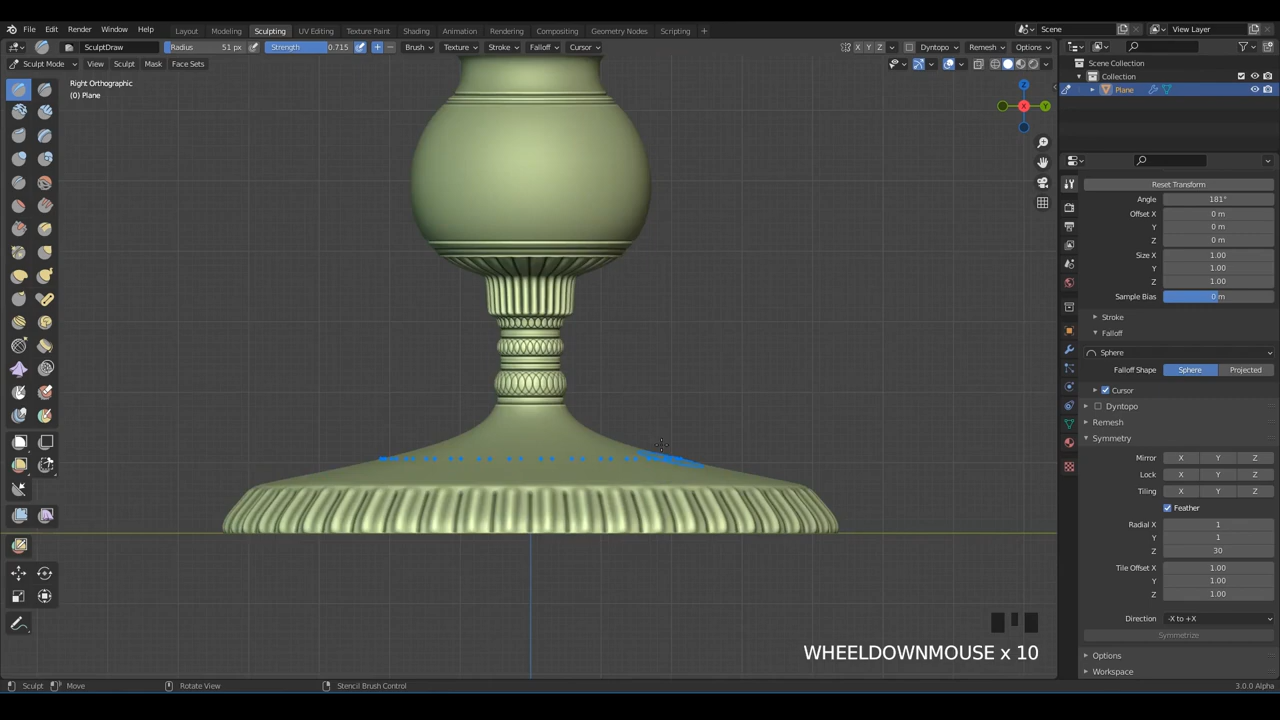 File Edit Render Window Help Layout Modeling Sculpting UV Editing Texture Paint Shading Animation Rendering Compositing Geometry Nodes Scripting + Scene View Layer
SculptDraw Radius 51 px Strength 0.715 Brush Texture Stroke Falloff Cursor X Y Z Dyntopo Remesh Options
Sculpt Mode View Sculpt Mask Face Sets
Right Orthographic
(0) Plane
Scene Collection
Collection
Plane
Z
Y
X
Reset Transform
Angle 181°
Offset X 0 m
Y 0 m
Z 0 m
Size X 1.00
Y 1.00
Z 1.00
Sample Bias 0 m
Stroke
Falloff
Sphere
Falloff Shape Sphere Projected
Cursor
Dyntopo
Remesh
Symmetry
Mirror X Y Z
Lock X Y Z
Tiling X Y Z
Feather
Radial X 1
Y 1
Z 30
Tile Offset X 1.00
Y 1.00
Z 1.00
Direction -X to +X
Symmetrize
Options
Workspace
WHEELDOWNMOUSE x 10
Sculpt Move Rotate View Stencil Brush Control 3.0.0 Alpha